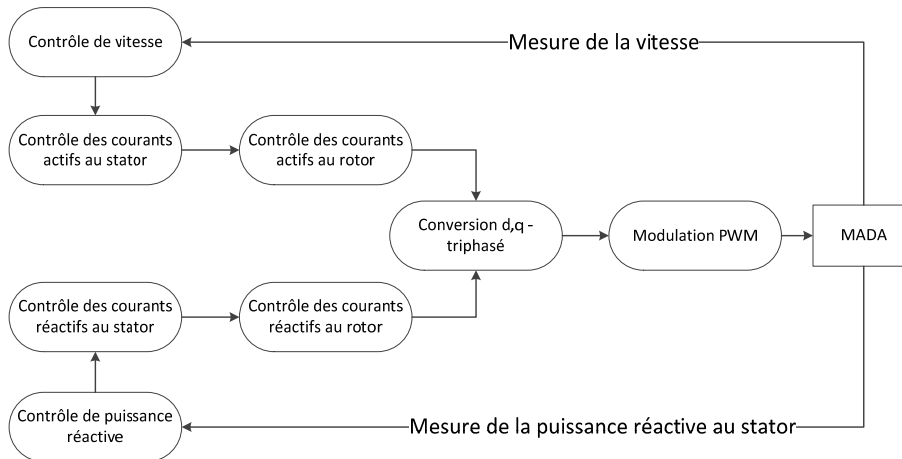 Contrôle de vitesse
Mesure de la vitesse
Contrôle des courants
actifs au stator
Contrôle des courants
actifs au rotor
Conversion d,q -
triphasé
Modulation PWM
MADA
Contrôle des courants
réactifs au stator
Contrôle des courants
réactifs au rotor
Contrôle de puissance
réactive
Mesure de la puissance réactive au stator